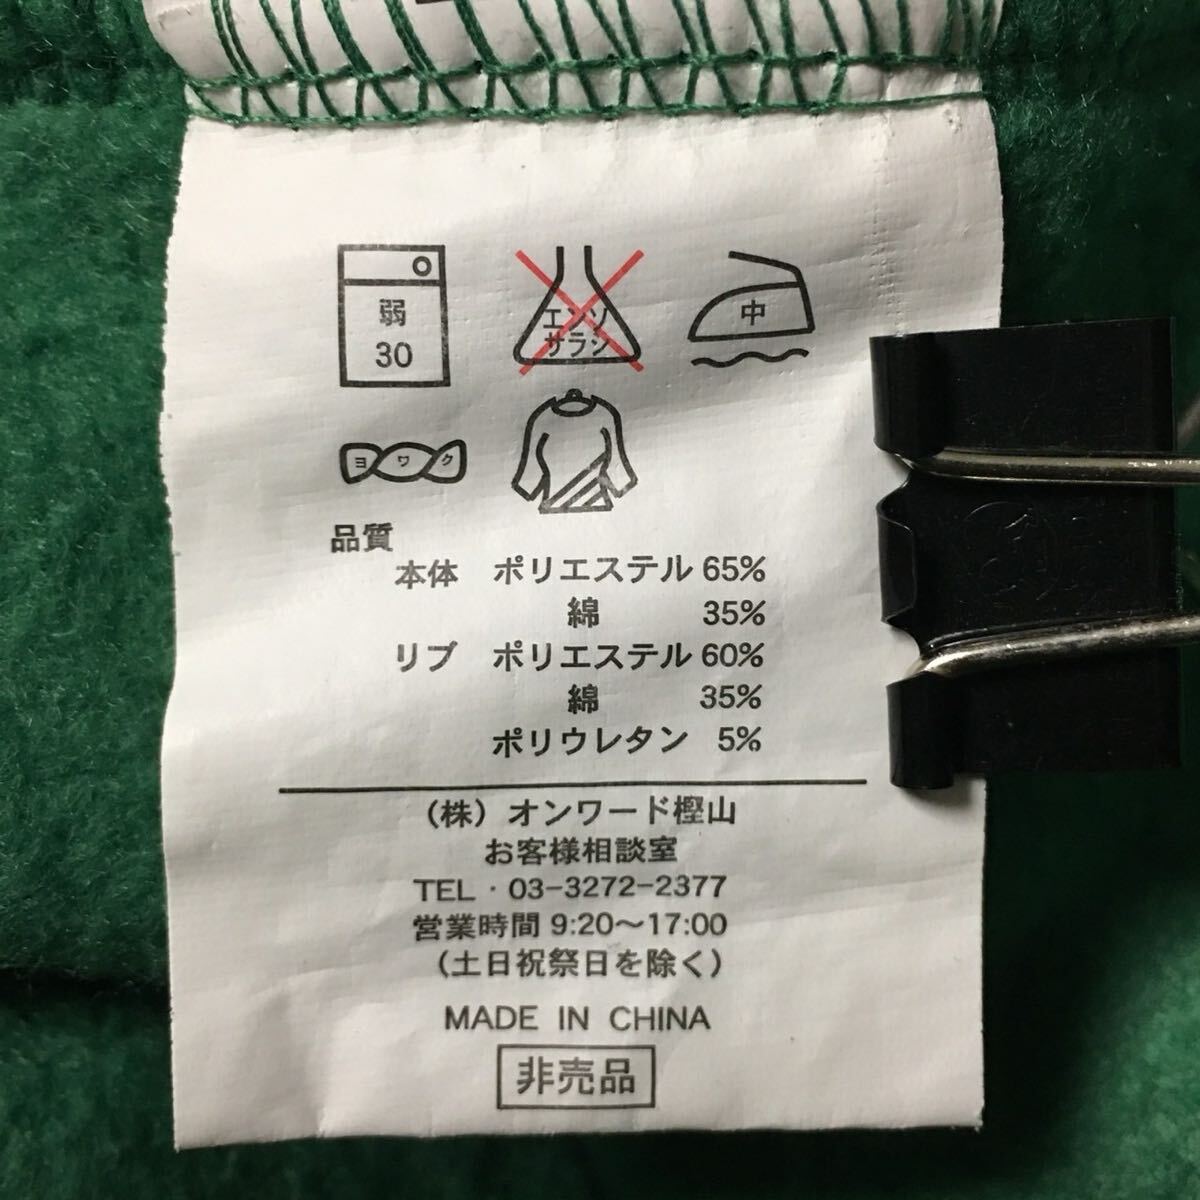 弱
30
エンソ
サラシ
中
ヨワク
品質
本体 ポリエステル 65%
綿 35%
リブ ポリエステル 60%
綿 35%
ポリウレタン 5%
（株）オンワード樫山
お客様相談室
TEL・03-3272-2377
営業時間 9:20～17:00
（土日祝祭日を除く）
MADE IN CHINA
非売品